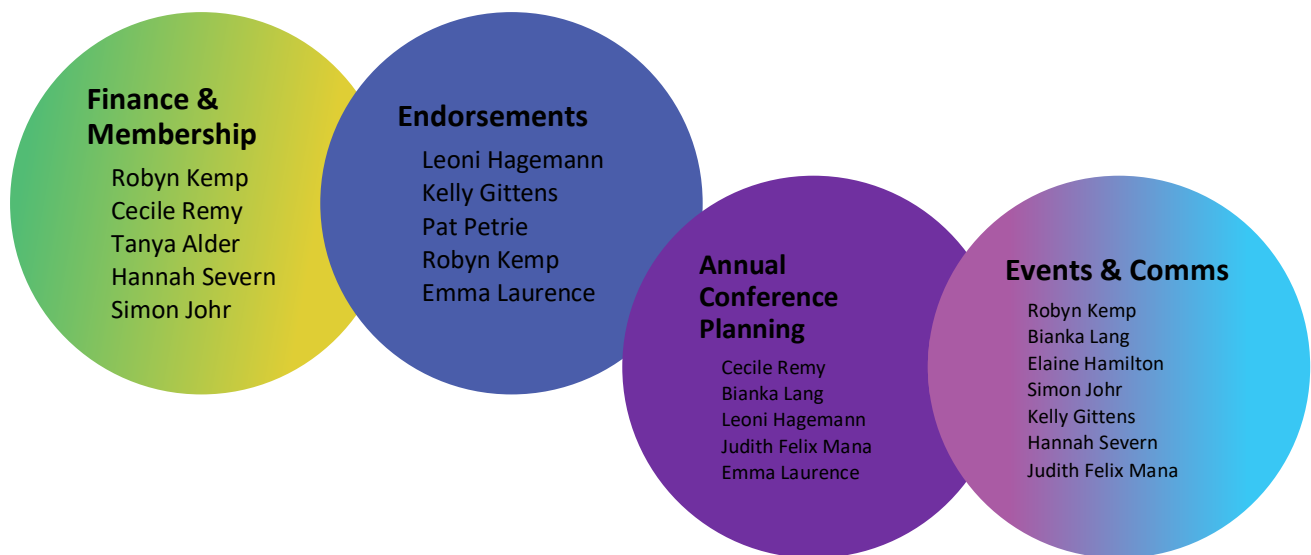 Finance &
Membership
Robyn Kemp
Cecile Remy
Tanya Alder
Hannah Severn
Simon Johr
Endorsements
Leoni Hagemann
Kelly Gittens
Pat Petrie
Robyn Kemp
Emma Laurence
Annual
Conference
Planning
Cecile Remy
Bianka Lang
Leoni Hagemann
Judith Felix Mana
Emma Laurence
Events & Comms
Robyn Kemp
Bianka Lang
Elaine Hamilton
Simon Johr
Kelly Gittens
Hannah Severn
Judith Felix Mana